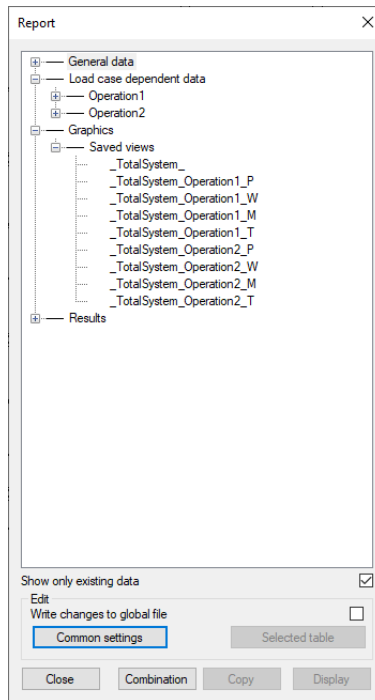 Report
General data
Load case dependent data
Operation1
Operation2
Graphics
Saved views
_TotalSystem_
_TotalSystem_Operation1_P
_TotalSystem_Operation1_W
_TotalSystem_Operation1_M
_TotalSystem_Operation1_T
_TotalSystem_Operation2_P
_TotalSystem_Operation2_W
_TotalSystem_Operation2_M
_TotalSystem_Operation2_T
Results
Show only existing data
Edit
Write changes to global file
Common settings Selected table
Close Combination Copy Display